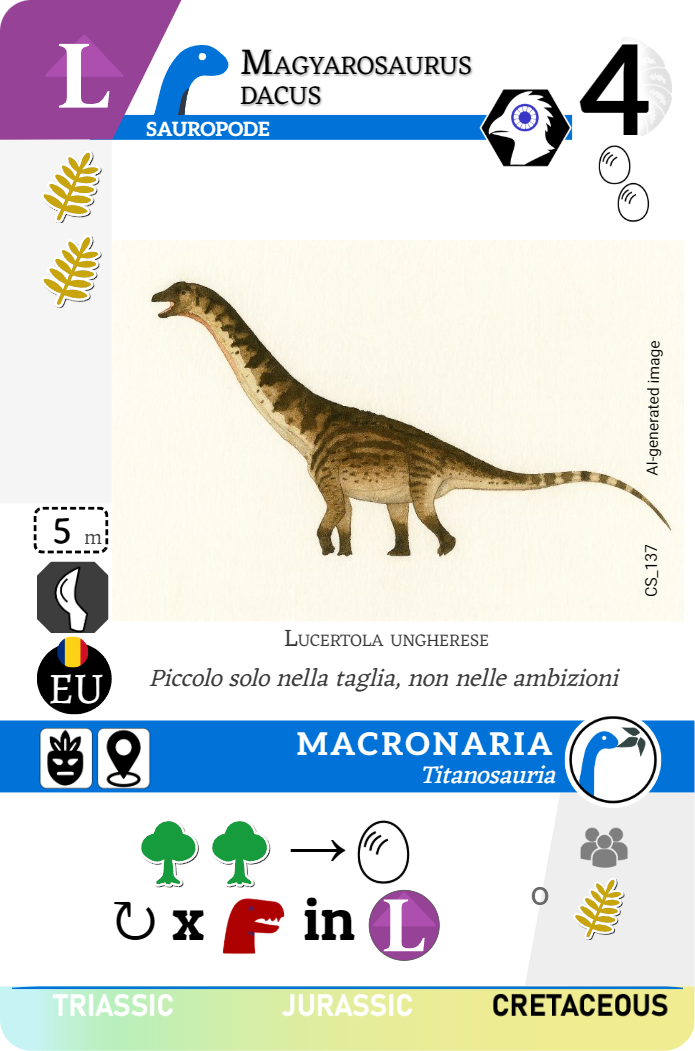 L
MAGYAROSAURUS
DACUS
4
SAUROPODE
AI-generated image
CS_137
5 m
EU
LUCERTOLA UNGHERESE
Piccolo solo nella taglia, non nelle ambizioni
MACRONARIA
Titanosauria
→
↻ x in L
O
TRIASSIC JURASSIC CRETACEOUS